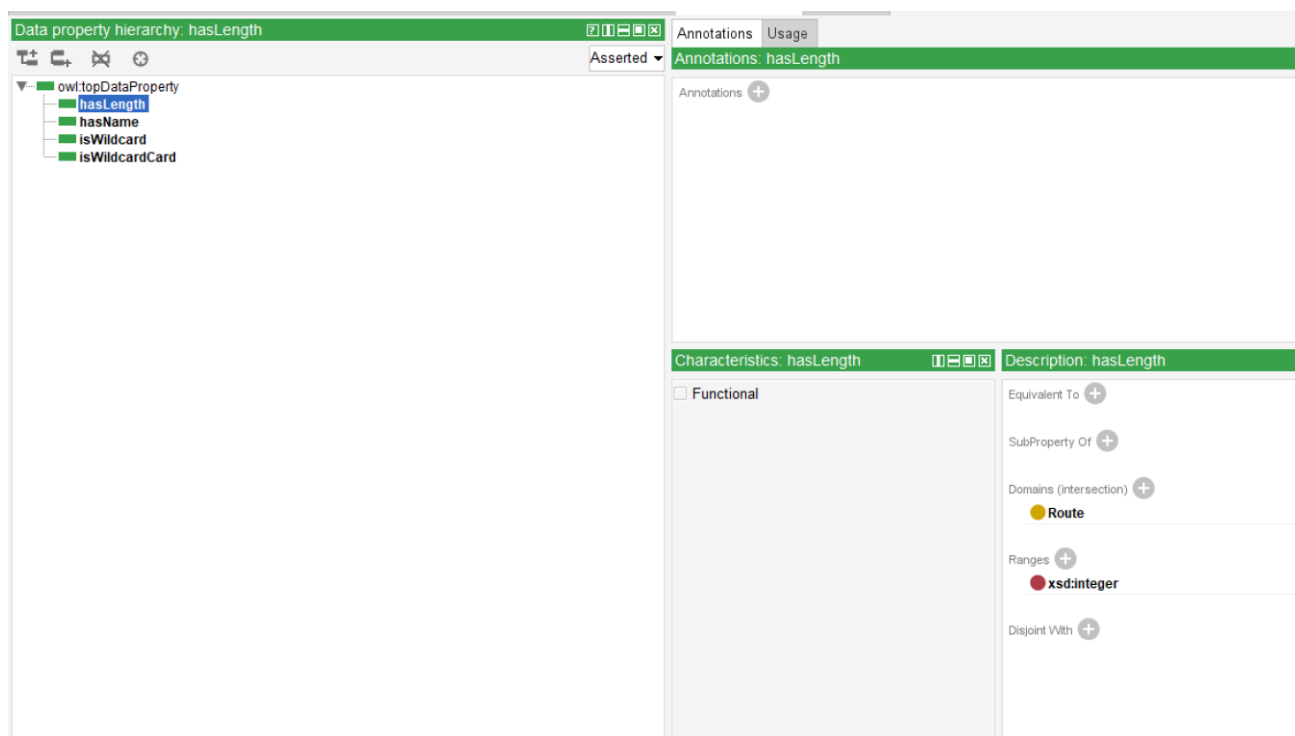 Data property hierarchy: hasLength
Asserted
owl:topDataProperty
hasLength
hasName
isWildcard
isWildcardCard
Annotations Usage
Annotations: hasLength
Annotations
Characteristics: hasLength
Functional
Description: hasLength
Equivalent To
SubProperty Of
Domains (intersection)
Route
Ranges
xsd:integer
Disjoint With